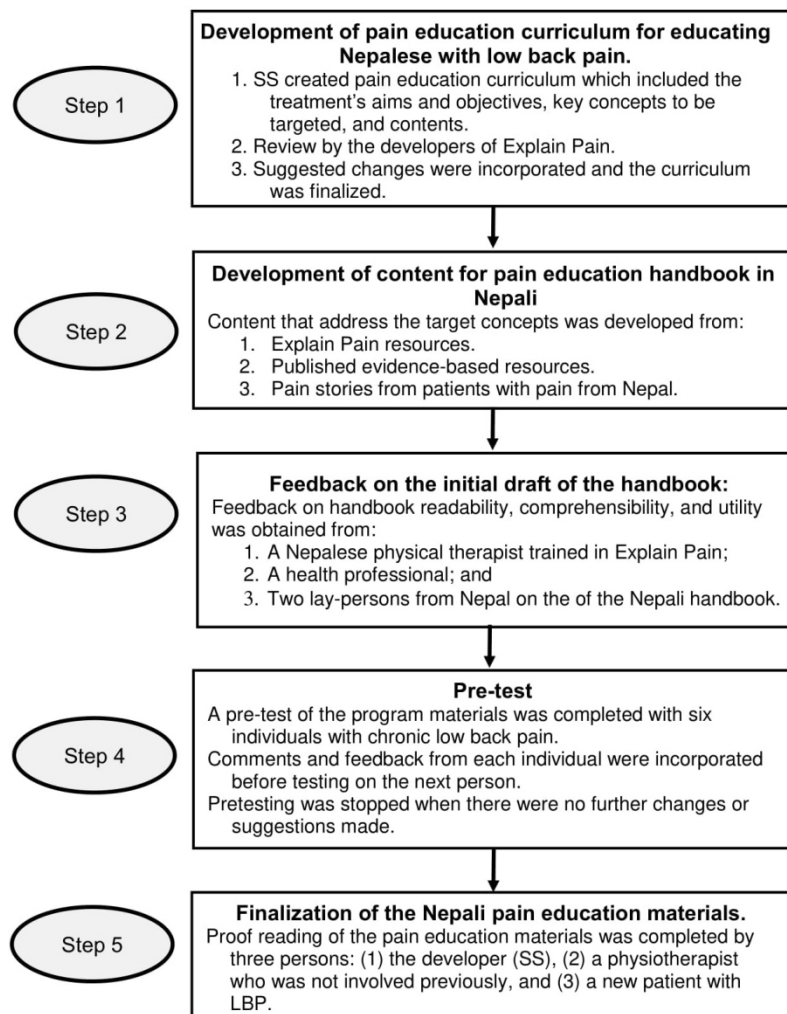 Step 1
Development of pain education curriculum for educating
Nepalese with low back pain.
1. SS created pain education curriculum which included the
treatment's aims and objectives, key concepts to be
targeted, and contents.
2. Review by the developers of Explain Pain.
3. Suggested changes were incorporated and the curriculum
was finalized.
Step 2
Development of content for pain education handbook in
Nepali
Content that address the target concepts was developed from:
1. Explain Pain resources.
2. Published evidence-based resources.
3. Pain stories from patients with pain from Nepal.
Step 3
Feedback on the initial draft of the handbook:
Feedback on handbook readability, comprehensibility, and utility
was obtained from:
1. A Nepalese physical therapist trained in Explain Pain;
2. A health professional; and
3. Two lay-persons from Nepal on the of the Nepali handbook.
Step 4
Pre-test
A pre-test of the program materials was completed with six
individuals with chronic low back pain.
Comments and feedback from each individual were incorporated
before testing on the next person.
Pretesting was stopped when there were no further changes or
suggestions made.
Step 5
Finalization of the Nepali pain education materials.
Proof reading of the pain education materials was completed by
three persons: (1) the developer (SS), (2) a physiotherapist
who was not involved previously, and (3) a new patient with
LBP.